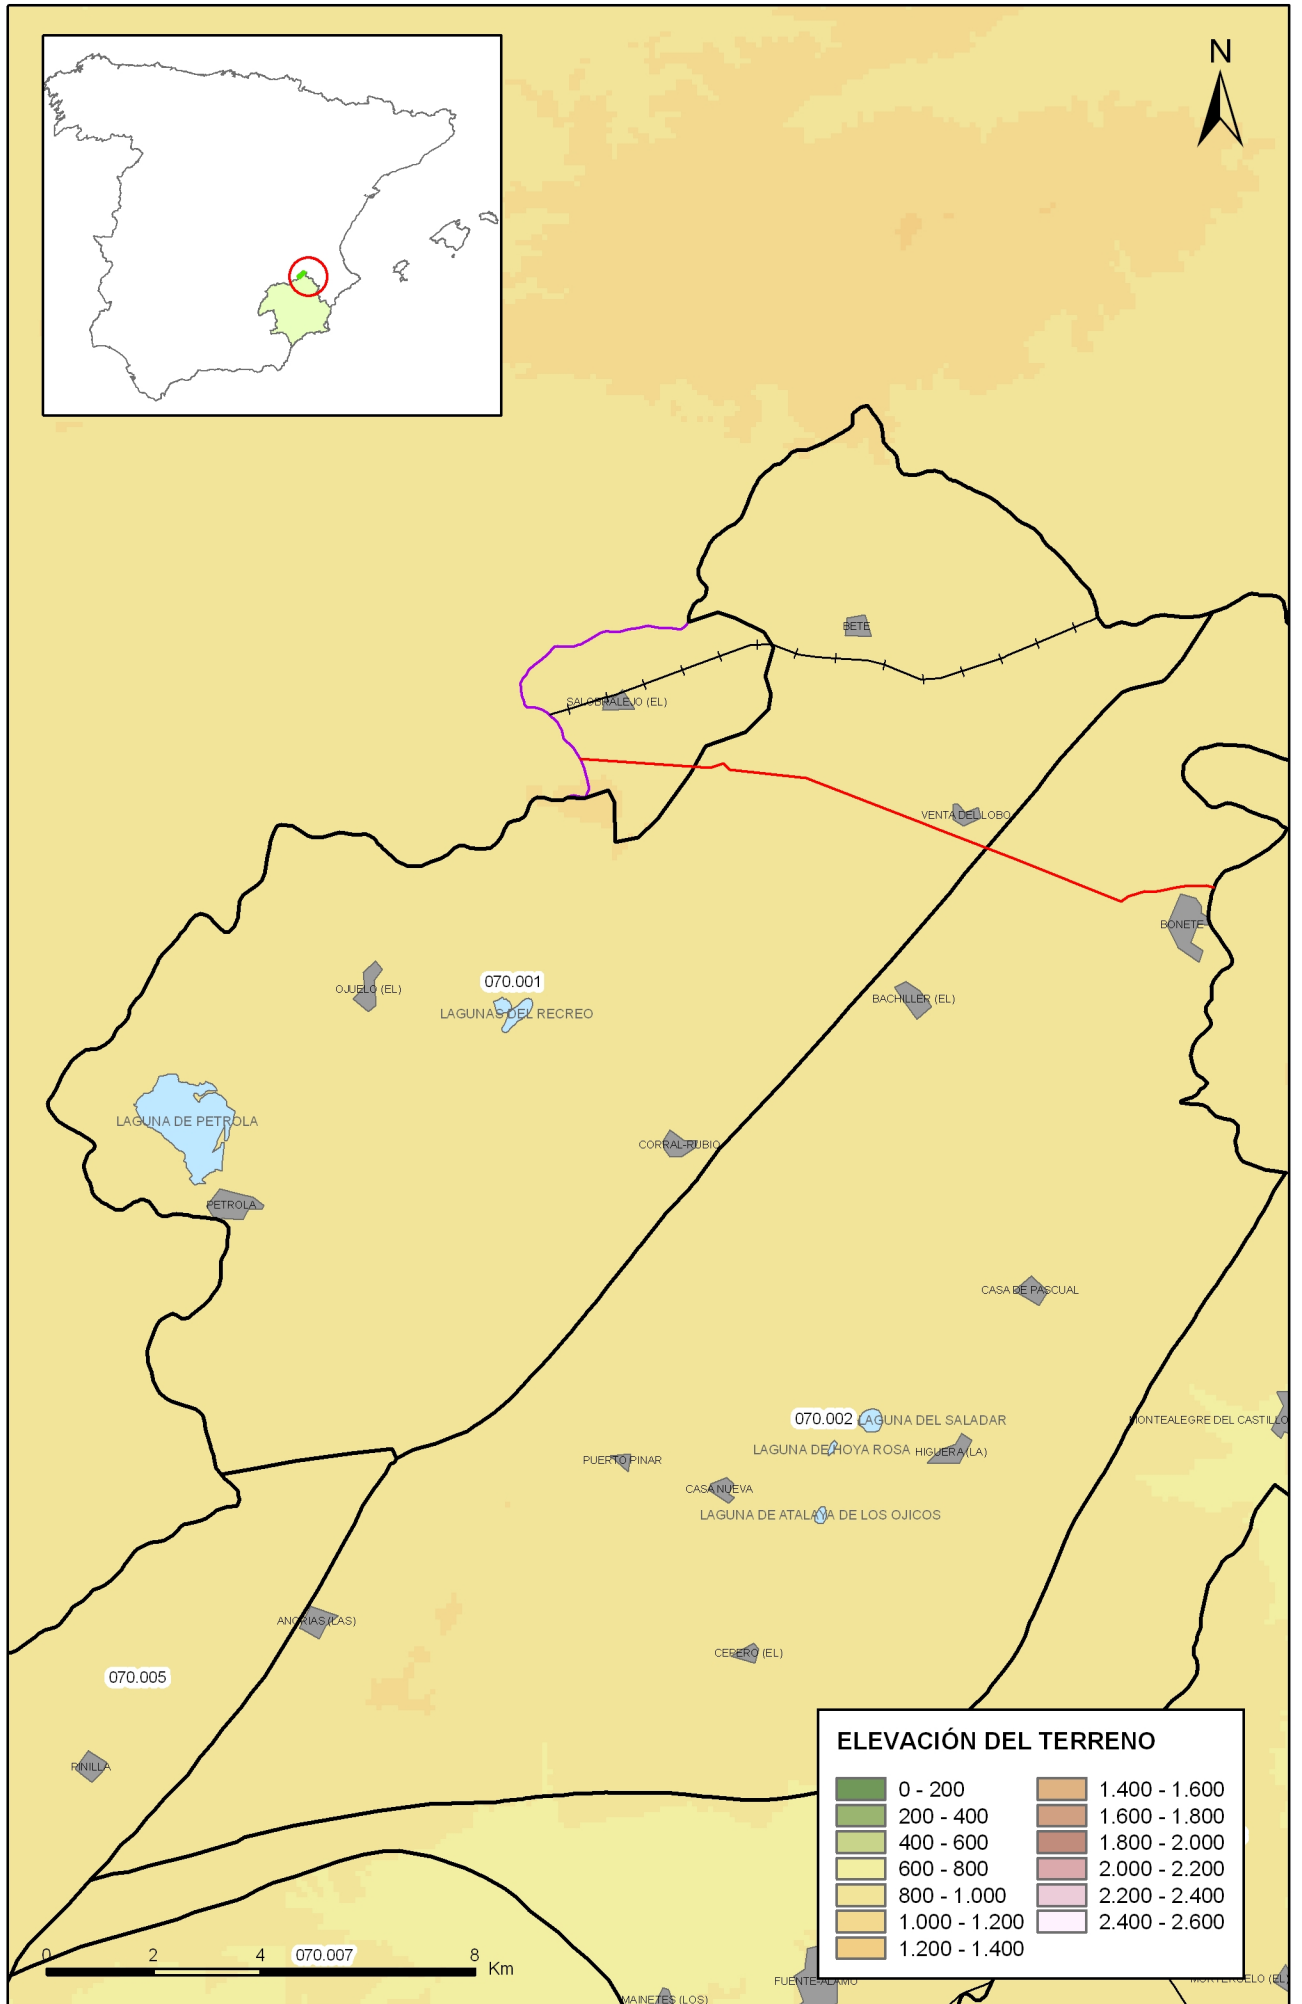 N
BETE
SALOBRALEJO (EL)
VENTA DEL LOBO
BONETE
070.001
OJUELO (EL)
LAGUNAS DEL RECREO
BACHILLER (EL)
LAGUNA DE PETROLA
CORRAL-RUBIO
PETROLA
CASA DE PASCUAL
070.002
LAGUNA DEL SALADAR
MONTEALEGRE DEL CASTILLO
LAGUNA DE HOYA ROSA
HIGUERA (LA)
PUERTO PINAR
CASA NUEVA
LAGUNA DE ATALAYA DE LOS OJICOS
ANORIAS (LAS)
CEPERO (EL)
070.005
RINILLA
ELEVACIÓN DEL TERRENO
0 - 200
200 - 400
400 - 600
600 - 800
800 - 1.000
1.000 - 1.200
1.200 - 1.400
1.400 - 1.600
1.600 - 1.800
1.800 - 2.000
2.000 - 2.200
2.200 - 2.400
2.400 - 2.600
0 2 4 8 Km
070.007
FUENTE-ALAMO
MAINETES (LOS)